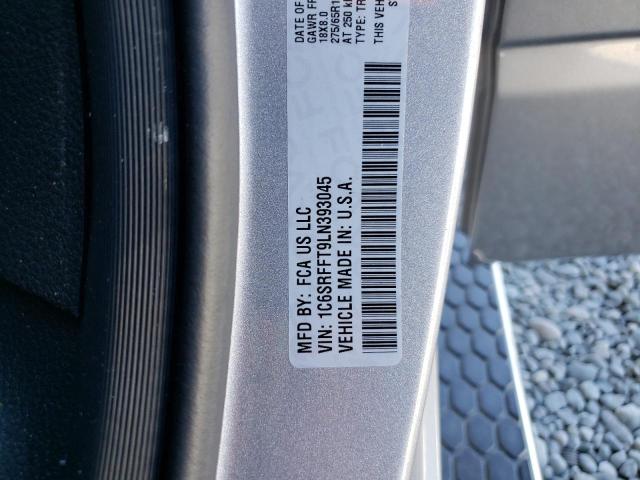 DATE OF
GAWR FR
18X8.0
275/65R1
AT 250 k
TYPE: TR
THIS VEH
MFD BY: FCA US LLC
VIN: 1C6SRFFT9LN393045
VEHICLE MADE IN: U.S.A.